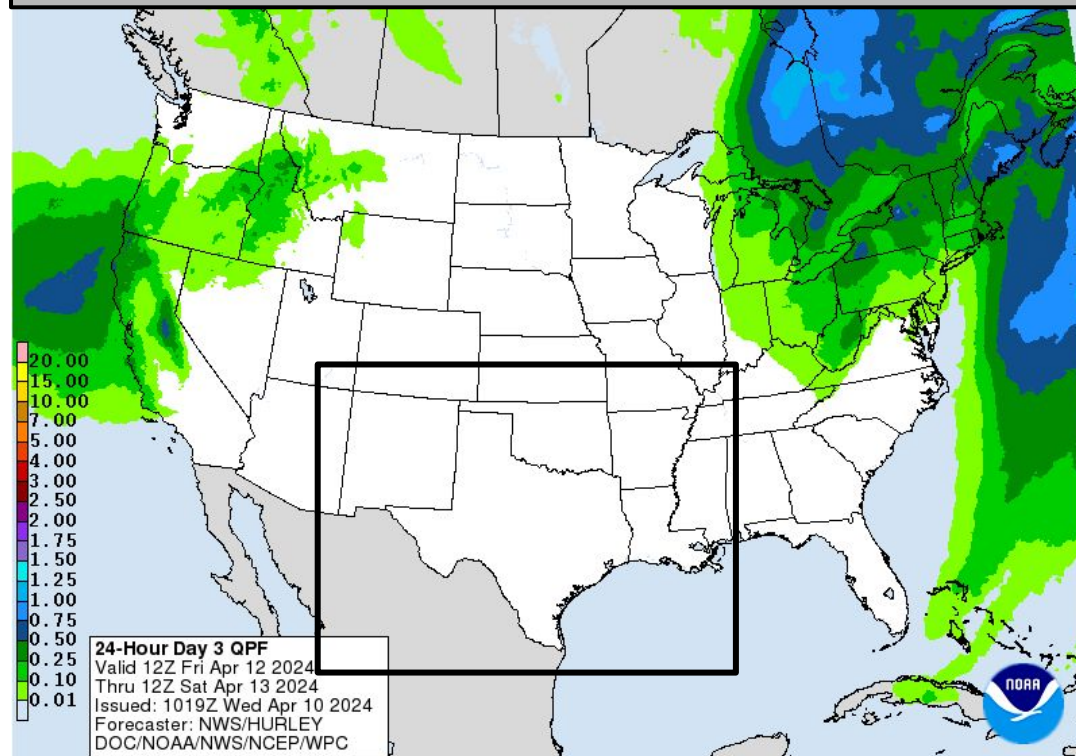 20.00
15.00
10.00
7.00
5.00
4.00
3.00
2.50
2.00
1.75
1.50
1.25
1.00
0.75
0.50
0.25
0.10
0.01
24-Hour Day 3 QPF
Valid 12Z Fri Apr 12 2024
Thru 12Z Sat Apr 13 2024
Issued: 1019Z Wed Apr 10 2024
Forecaster: NWS/HURLEY
DOC/NOAA/NWS/NCEP/WPC
NOAA